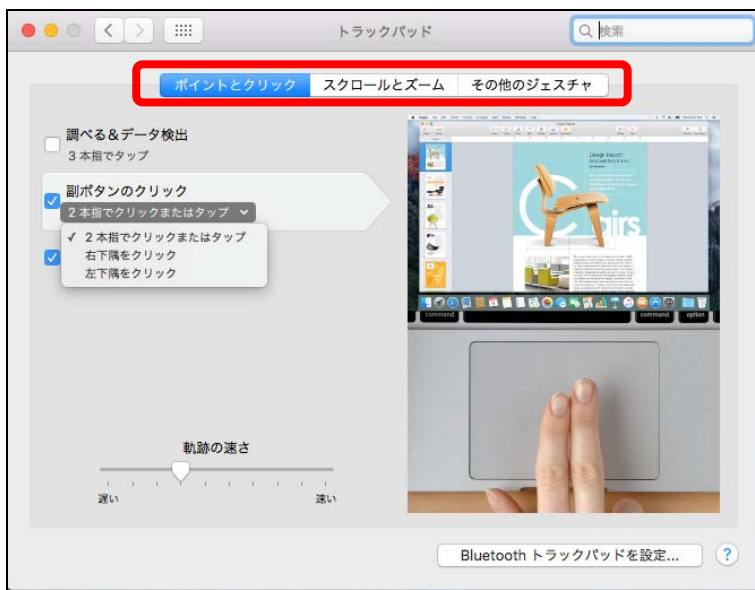 トラックパッド
検索
ポイントとクリック スクロールとズーム その他のジェスチャ
調べる＆データ検出
3 本指でタップ
副ボタンのクリック
2 本指でクリックまたはタップ
✓ 2 本指でクリックまたはタップ
右下隅をクリック
左下隅をクリック
軌跡の速さ
遅い 速い
Design Report
C airs
command command option
Bluetooth トラックパッドを設定... ?